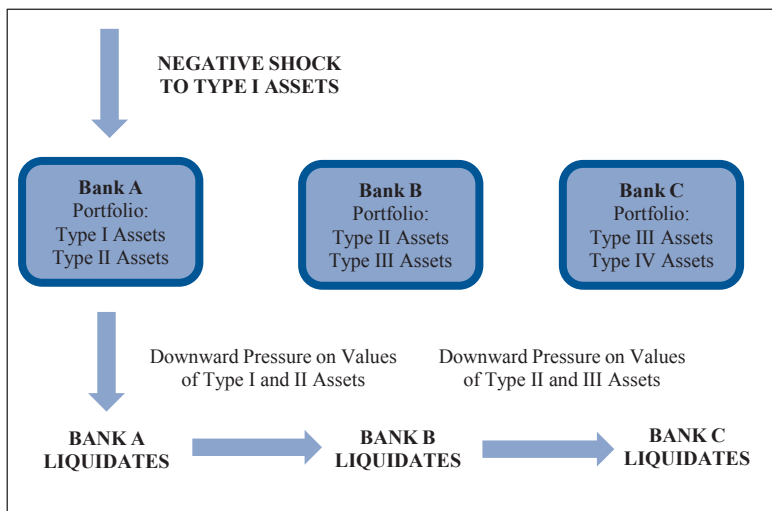 NEGATIVE SHOCK
TO TYPE I ASSETS
Bank A
Portfolio:
Type I Assets
Type II Assets
Bank B
Portfolio:
Type II Assets
Type III Assets
Bank C
Portfolio:
Type III Assets
Type IV Assets
Downward Pressure on Values
of Type I and II Assets
Downward Pressure on Values
of Type II and III Assets
BANK A
LIQUIDATES
BANK B
LIQUIDATES
BANK C
LIQUIDATES